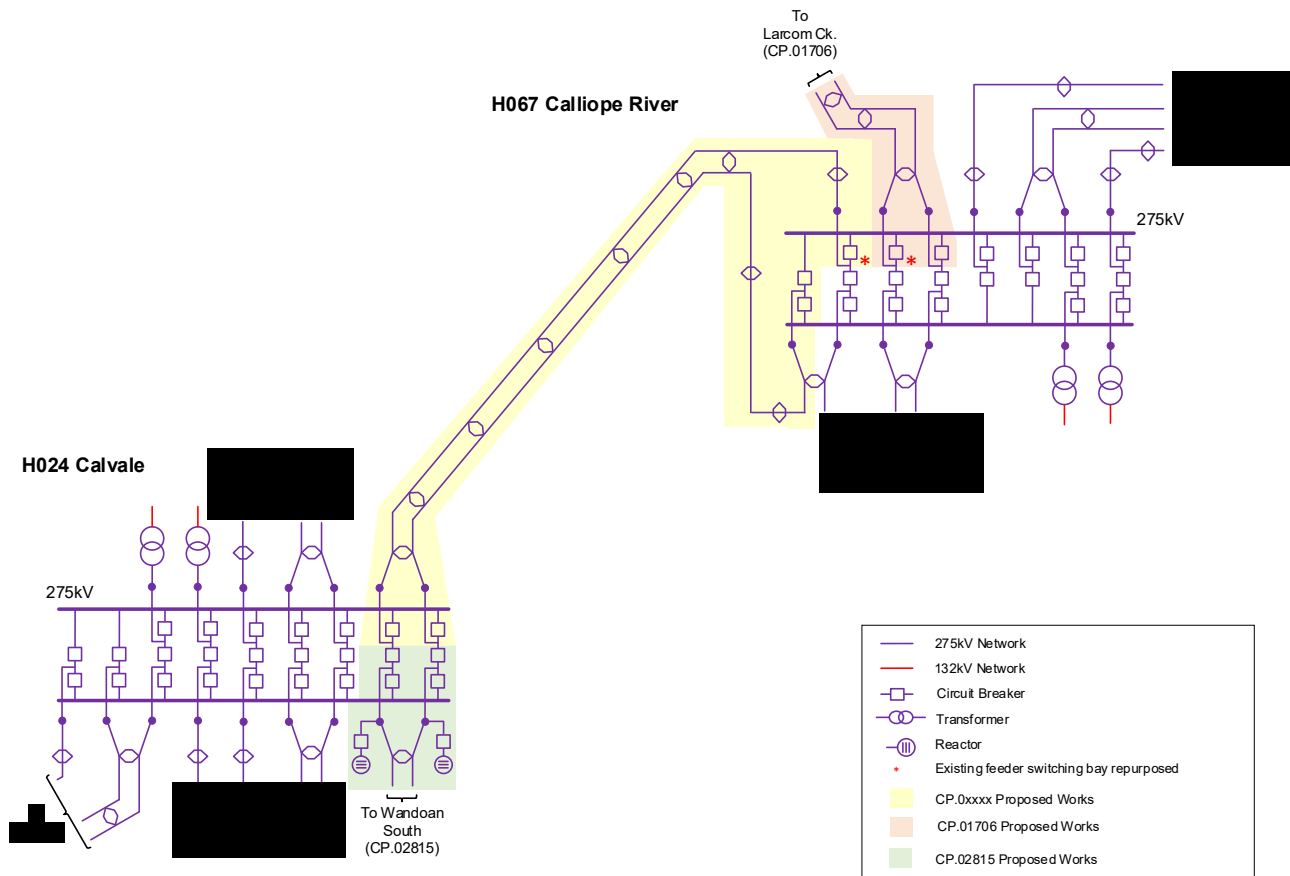 To
Larcom Ck.
(CP.01706)
H067 Calliope River
275kV
*
*
H024 Calvale
275kV
To Wandoan
South
(CP.02815)
275kV Network
132kV Network
Circuit Breaker
Transformer
Reactor
* Existing feeder switching bay repurposed
CP.0xxxx Proposed Works
CP.01706 Proposed Works
CP.02815 Proposed Works